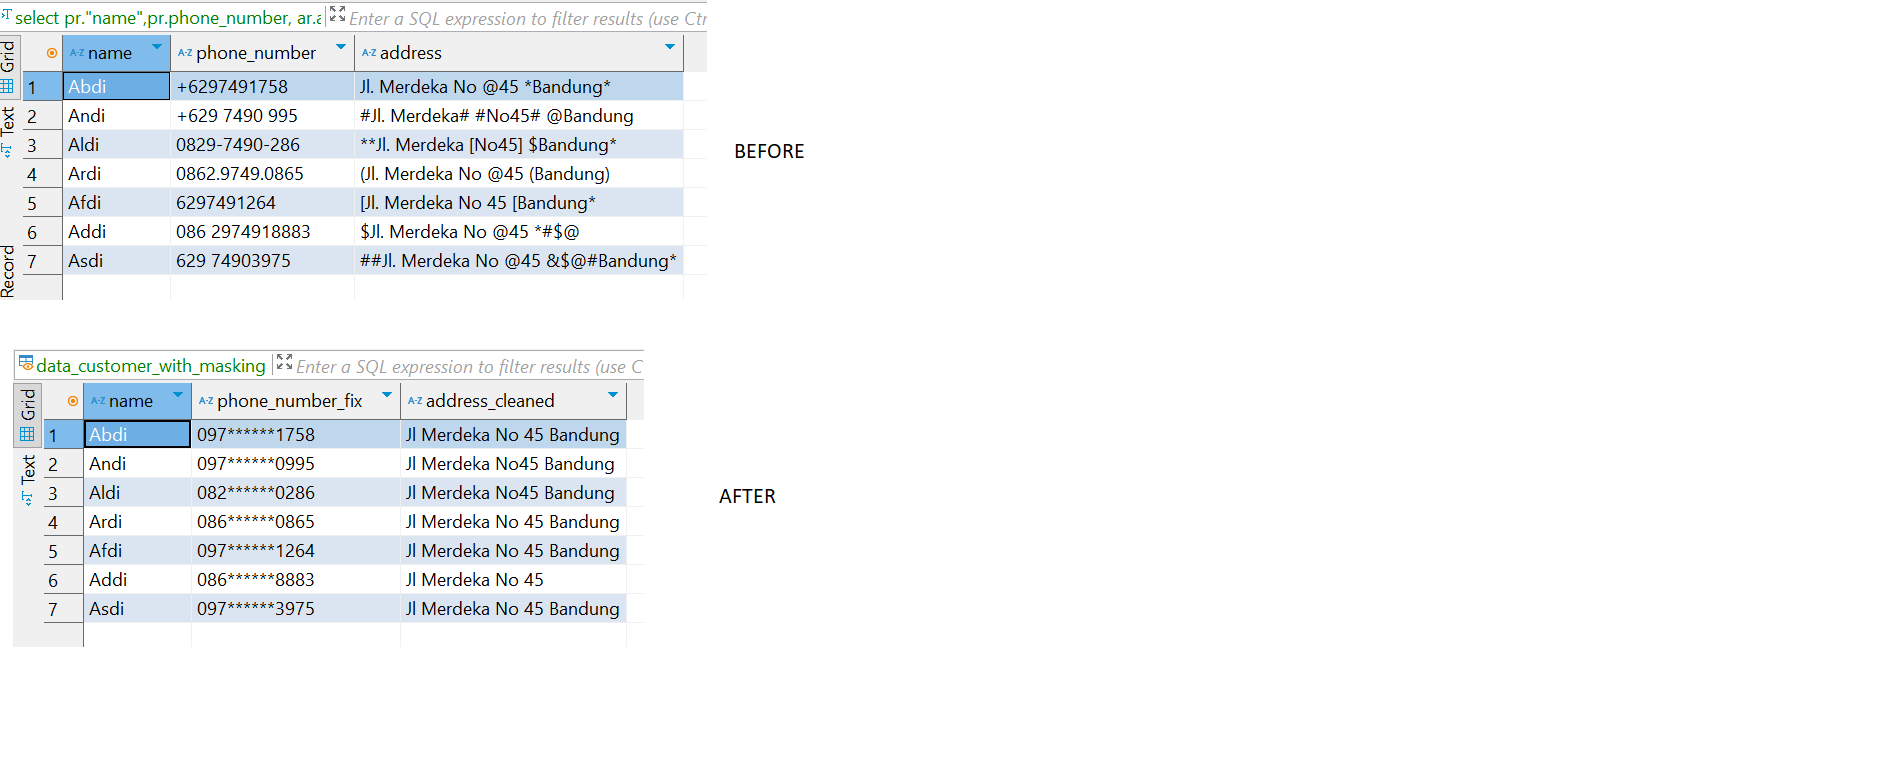 select pr."name",pr.phone_number, ar.a Enter a SQL expression to filter results (use Ctr
Grid
Text
Record
name phone_number address
1 Abdi +6297491758 Jl. Merdeka No @45 *Bandung*
2 Andi +629 7490 995 #Jl. Merdeka# #No45# @Bandung
3 Aldi 0829-7490-286 **Jl. Merdeka [No45] $Bandung*
4 Ardi 0862.9749.0865 (Jl. Merdeka No @45 (Bandung)
5 Afdi 6297491264 [Jl. Merdeka No 45 [Bandung*
6 Addi 086 2974918883 $Jl. Merdeka No @45 *#$@
7 Asdi 629 74903975 ##Jl. Merdeka No @45 &$@#Bandung*
BEFORE
data_customer_with_masking Enter a SQL expression to filter results (use C
Grid
Text
name phone_number_fix address_cleaned
1 Abdi 097******1758 Jl Merdeka No 45 Bandung
2 Andi 097******0995 Jl Merdeka No45 Bandung
3 Aldi 082******0286 Jl Merdeka No45 Bandung
4 Ardi 086******0865 Jl Merdeka No 45 Bandung
5 Afdi 097******1264 Jl Merdeka No 45 Bandung
6 Addi 086******8883 Jl Merdeka No 45
7 Asdi 097******3975 Jl Merdeka No 45 Bandung
AFTER